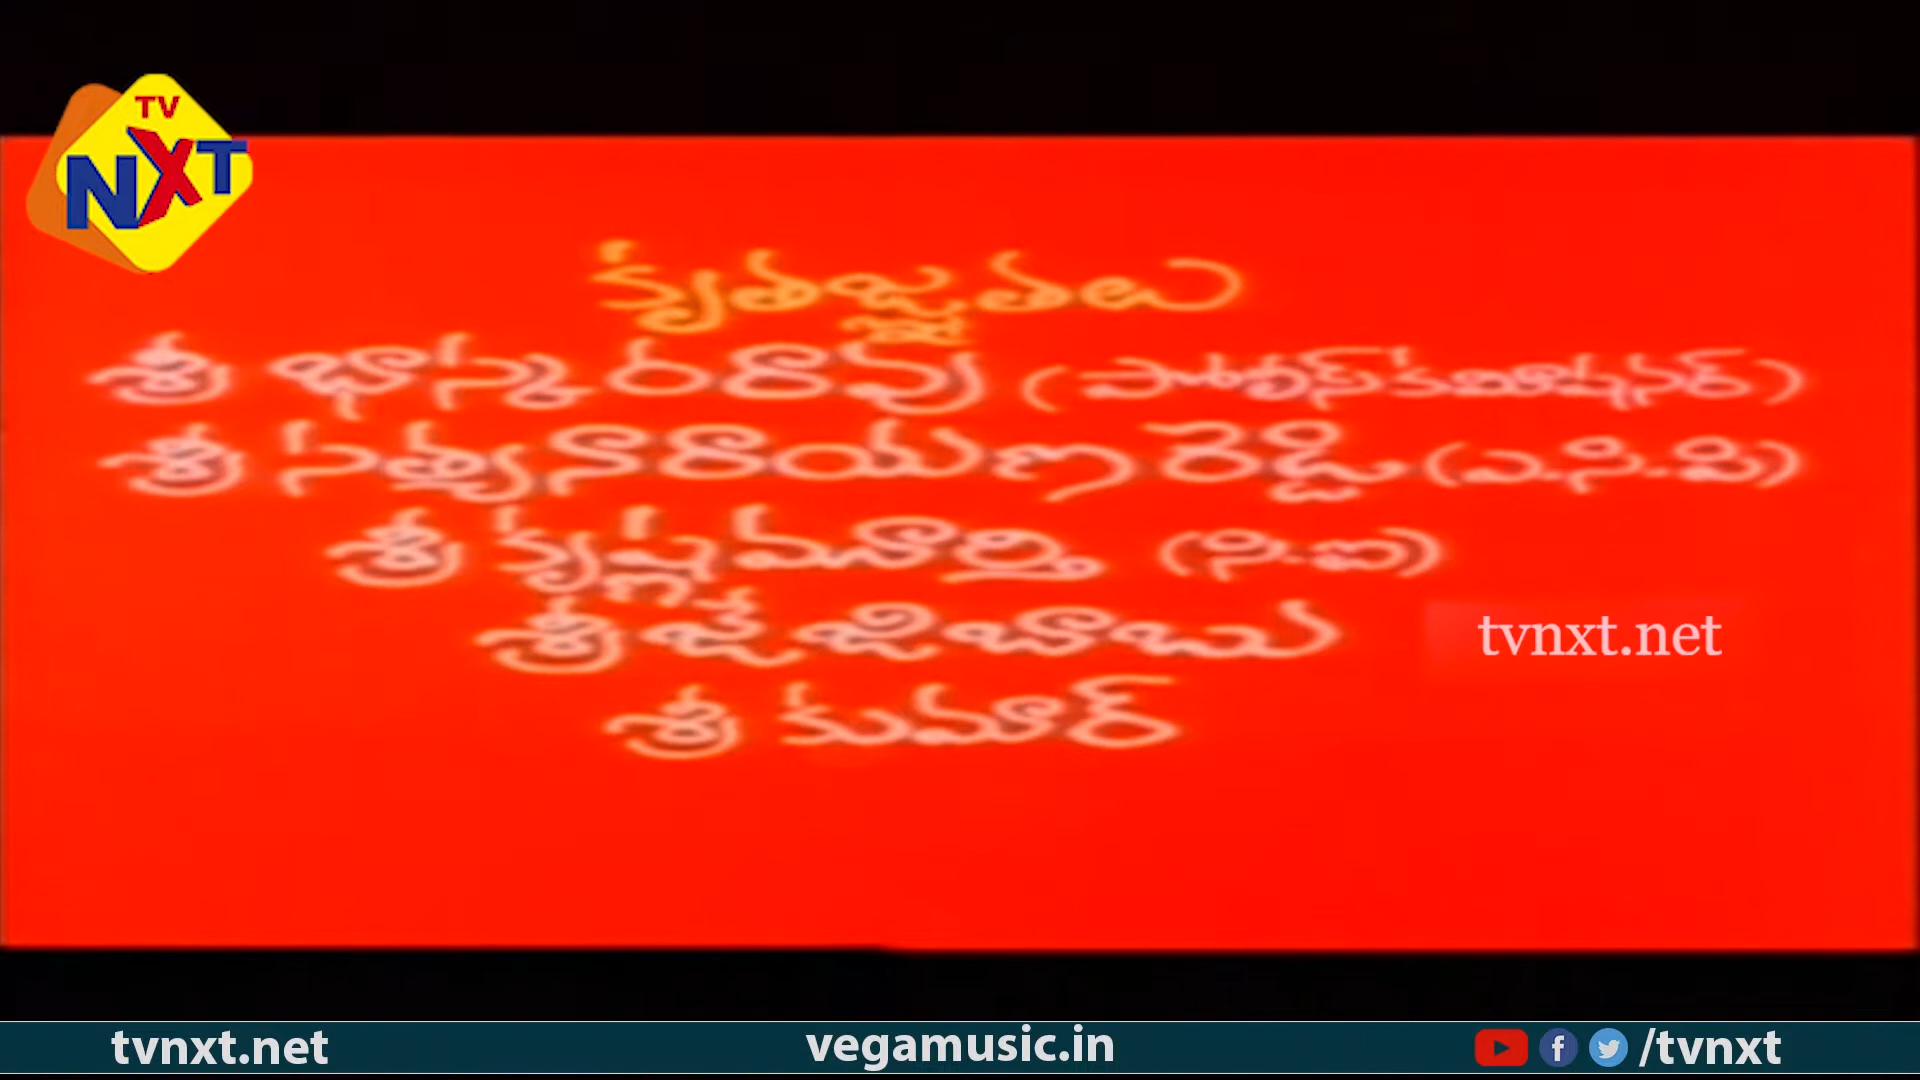 TV
NXT
కృతజ్ఞతలు
శ్రీ భాస్కరరావు (పోలీస్ కమీషనర్)
శ్రీ సత్యనారాయణ రెడ్డి (ఎ.సి.పి)
శ్రీ కృష్ణమూర్తి (సి.ఐ)
శ్రీ జే.జి.బాబు
శ్రీ కుమార్
tvnxt.net
tvnxt.net vegamusic.in /tvnxt